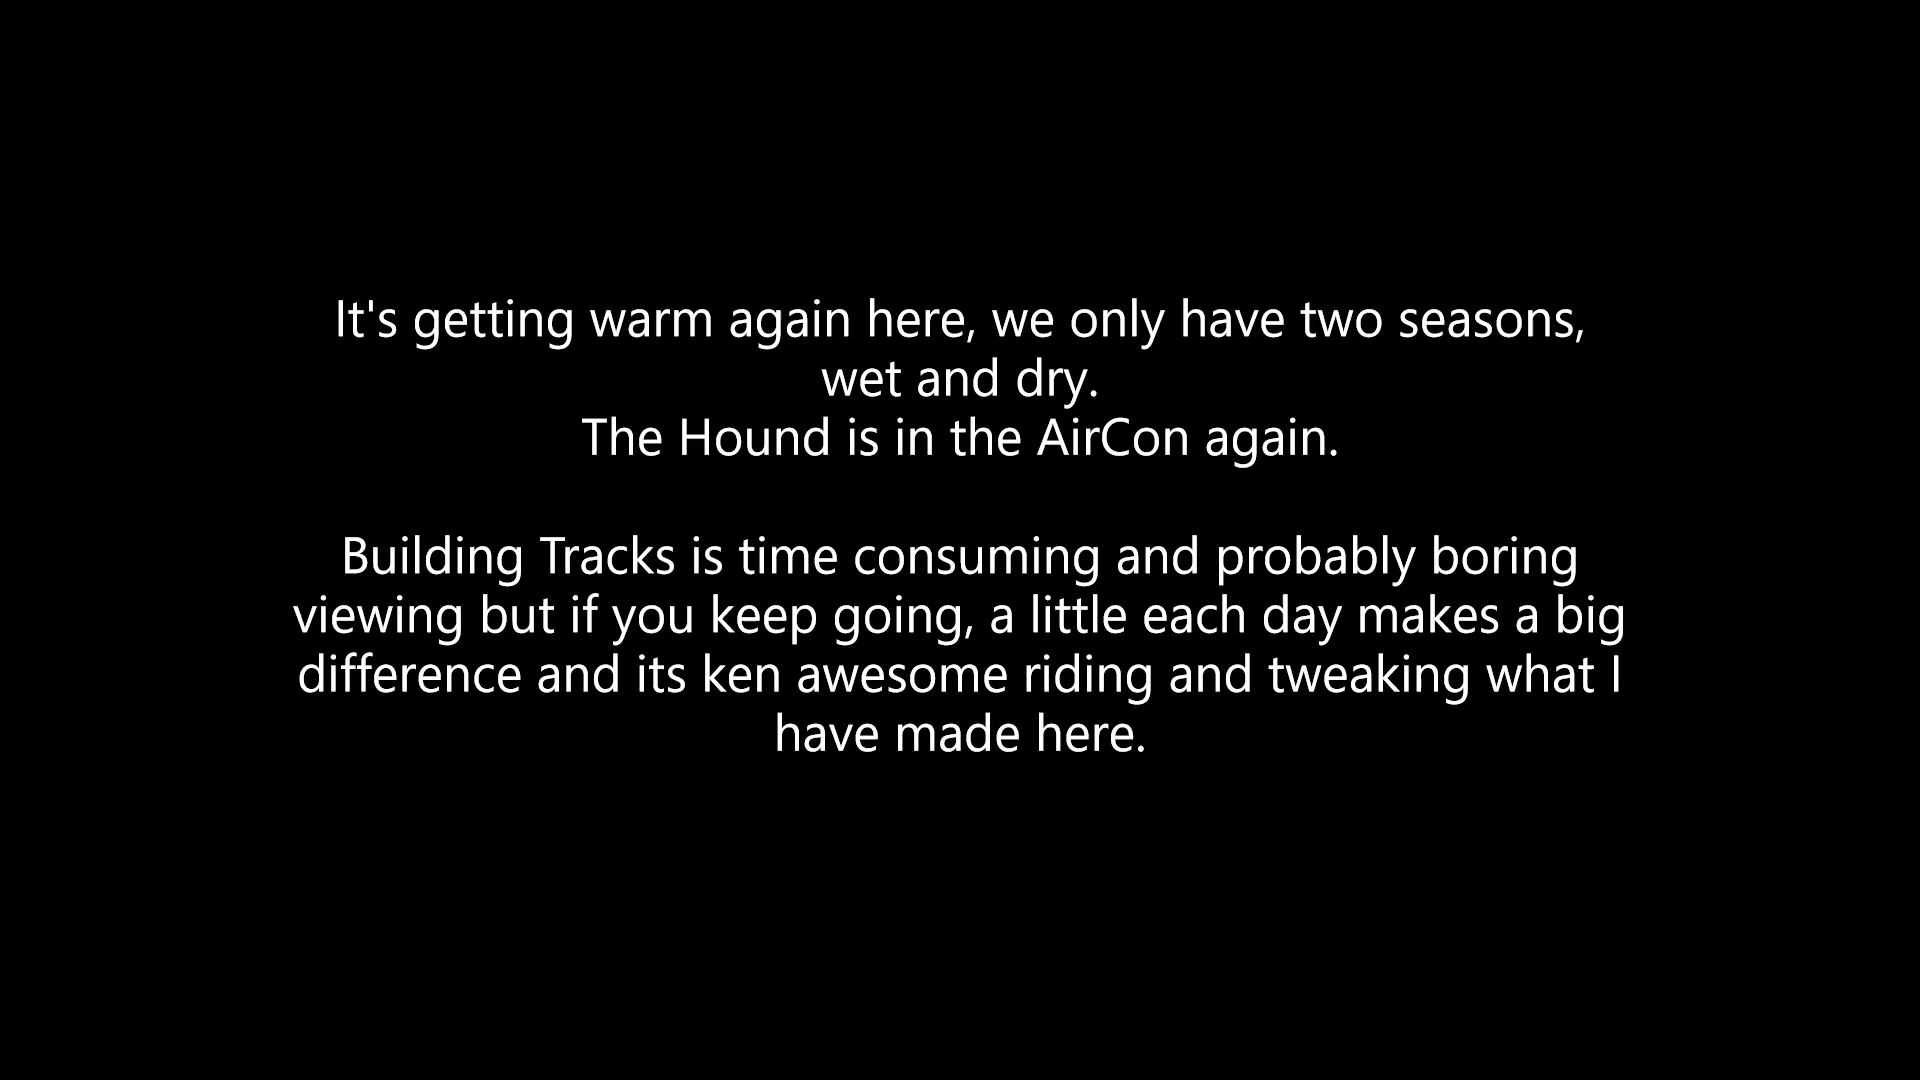 It's getting warm again here, we only have two seasons,
wet and dry.
The Hound is in the AirCon again.
Building Tracks is time consuming and probably boring
viewing but if you keep going, a little each day makes a big
difference and its ken awesome riding and tweaking what I
have made here.